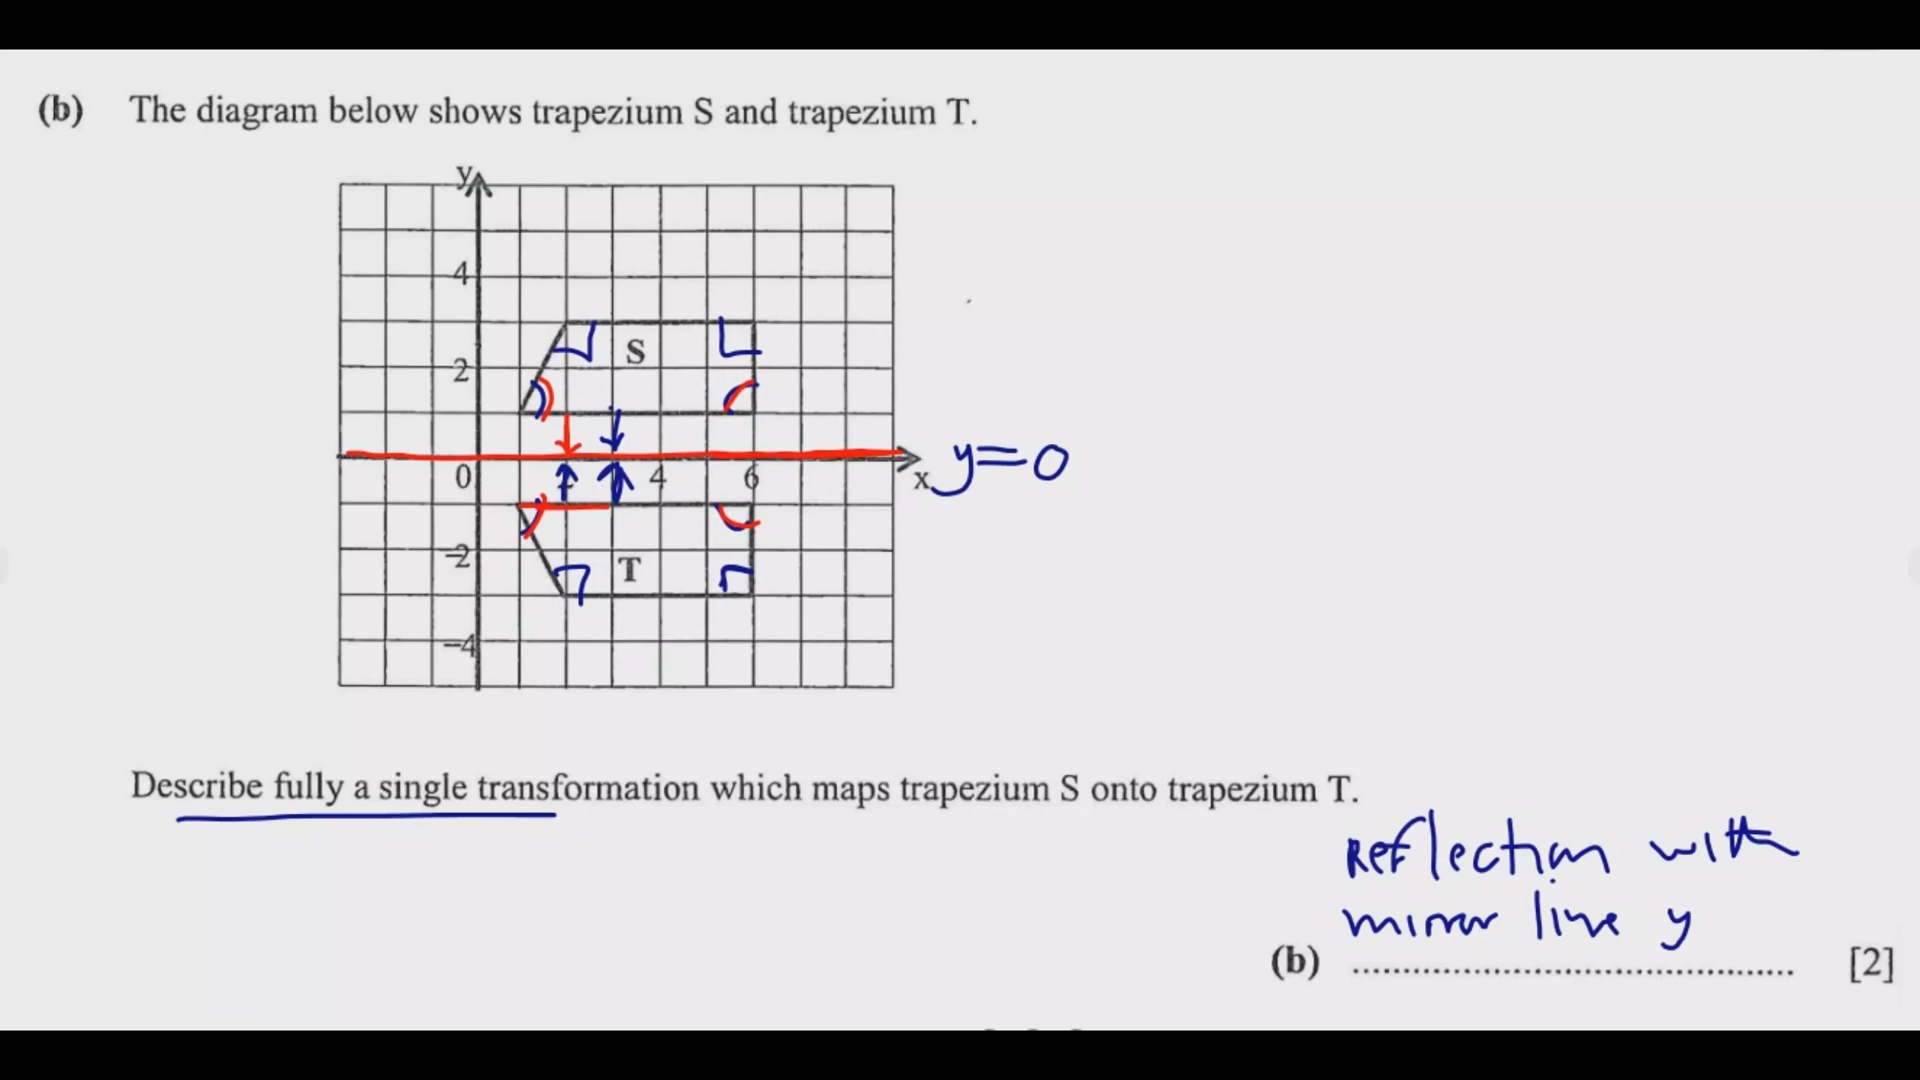 (b) The diagram below shows trapezium S and trapezium T.
y
4
S
2
0 4 6 x y=0
-2
T
-4
Describe fully a single transformation which maps trapezium S onto trapezium T.
Reflection with
mirror line y
(b) ........................................... [2]